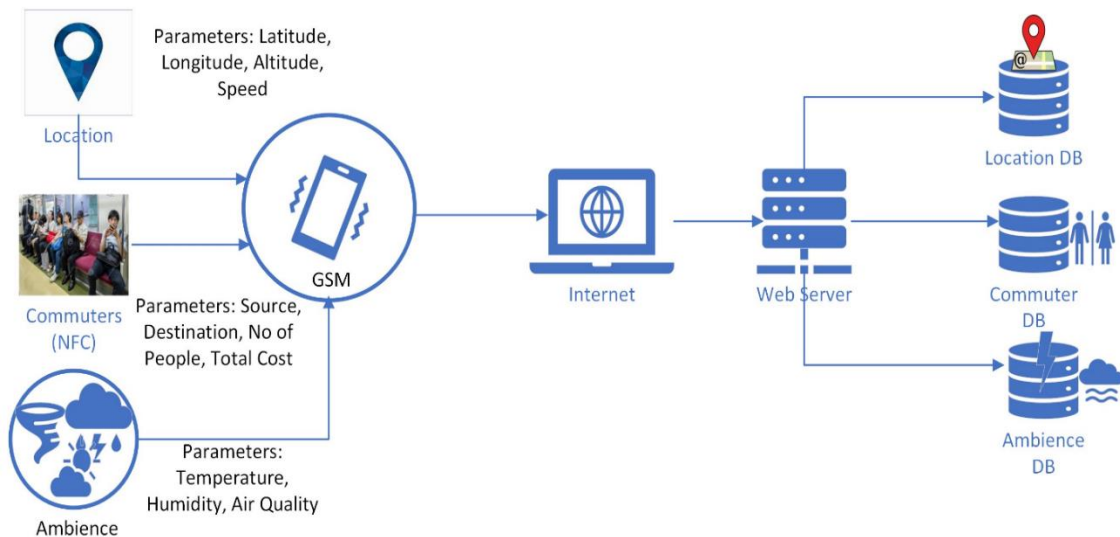 Parameters: Latitude,
Longitude, Altitude,
Speed
Location
@
Location DB
GSM
Commuters
(NFC)
Parameters: Source,
Destination, No of
People, Total Cost
Internet
Web Server
Commuter
DB
Parameters:
Temperature,
Humidity, Air Quality
Ambience
Ambience
DB